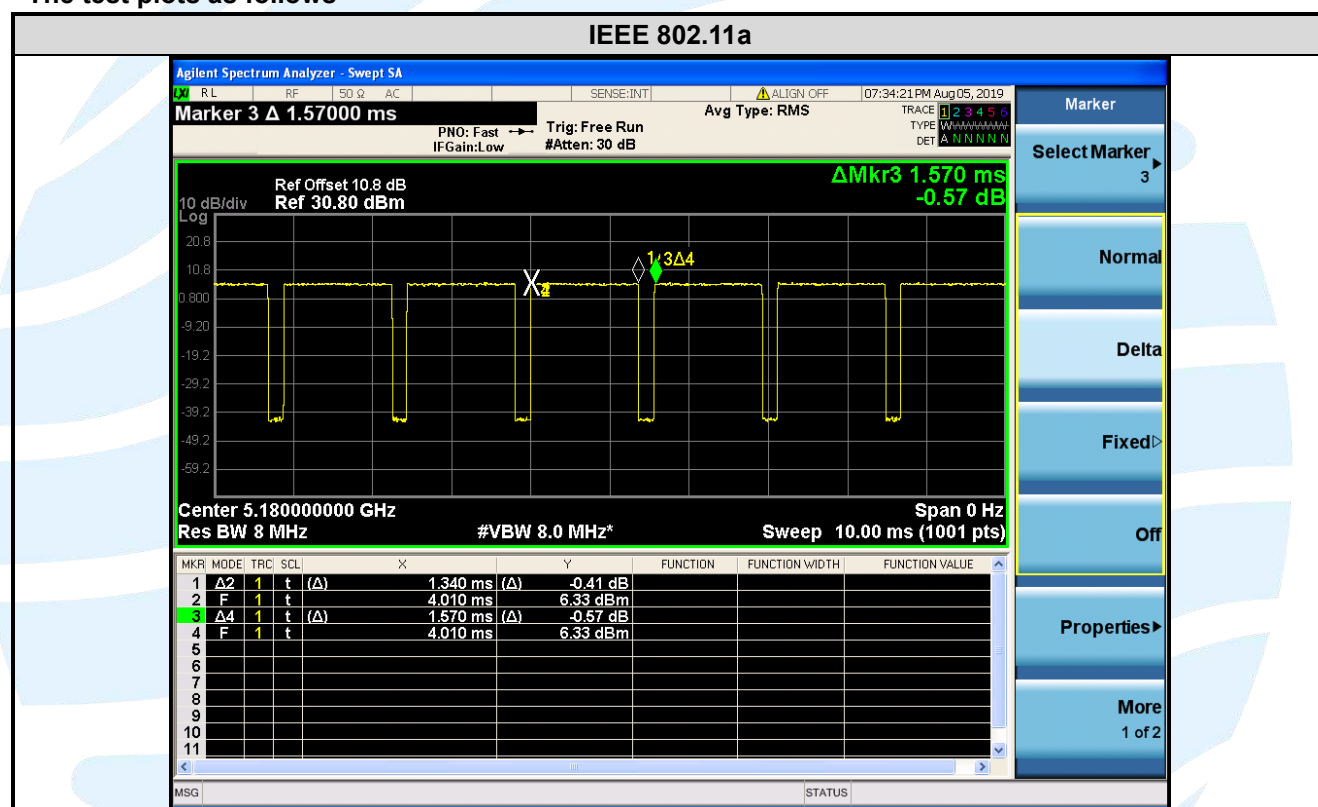 The test plots as follows
IEEE 802.11a
Agilent Spectrum Analyzer - Swept SA
LXI RL RF 50 Ω AC SENSE:INT ALIGN OFF 07:34:21 PM Aug 05, 2019
Marker 3 Δ 1.57000 ms
PNO: Fast
IFGain:Low
Trig: Free Run
#Atten: 30 dB
Avg Type: RMS
TRACE 1 2 3 4 5 6
TYPE WWWWWW
DET A N N N N N
ΔMkr3 1.570 ms
-0.57 dB
Ref Offset 10.8 dB
10 dB/div Ref 30.80 dBm
Log
20.8
10.8
0.800
-9.20
-19.2
-29.2
-39.2
-49.2
-59.2
3Δ4
Center 5.180000000 GHz Span 0 Hz
Res BW 8 MHz #VBW 8.0 MHz* Sweep 10.00 ms (1001 pts)
MKR MODE TRC SCL X Y FUNCTION FUNCTION WIDTH FUNCTION VALUE
1 Δ2 1 t (Δ) 1.340 ms (Δ) -0.41 dB
2 F 1 t 4.010 ms 6.33 dBm
3 Δ4 1 t (Δ) 1.570 ms (Δ) -0.57 dB
4 F 1 t 4.010 ms 6.33 dBm
5
6
7
8
9
10
11
MSG STATUS
Marker
Select Marker
3
Normal
Delta
Fixed
Off
Properties
More
1 of 2